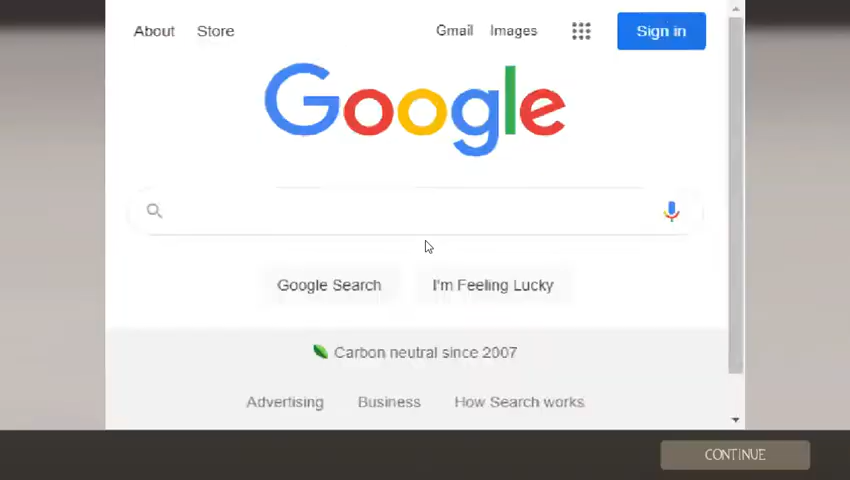 About Store Gmail Images Sign in
Google
Google Search I'm Feeling Lucky
Carbon neutral since 2007
Advertising Business How Search works
CONTINUE